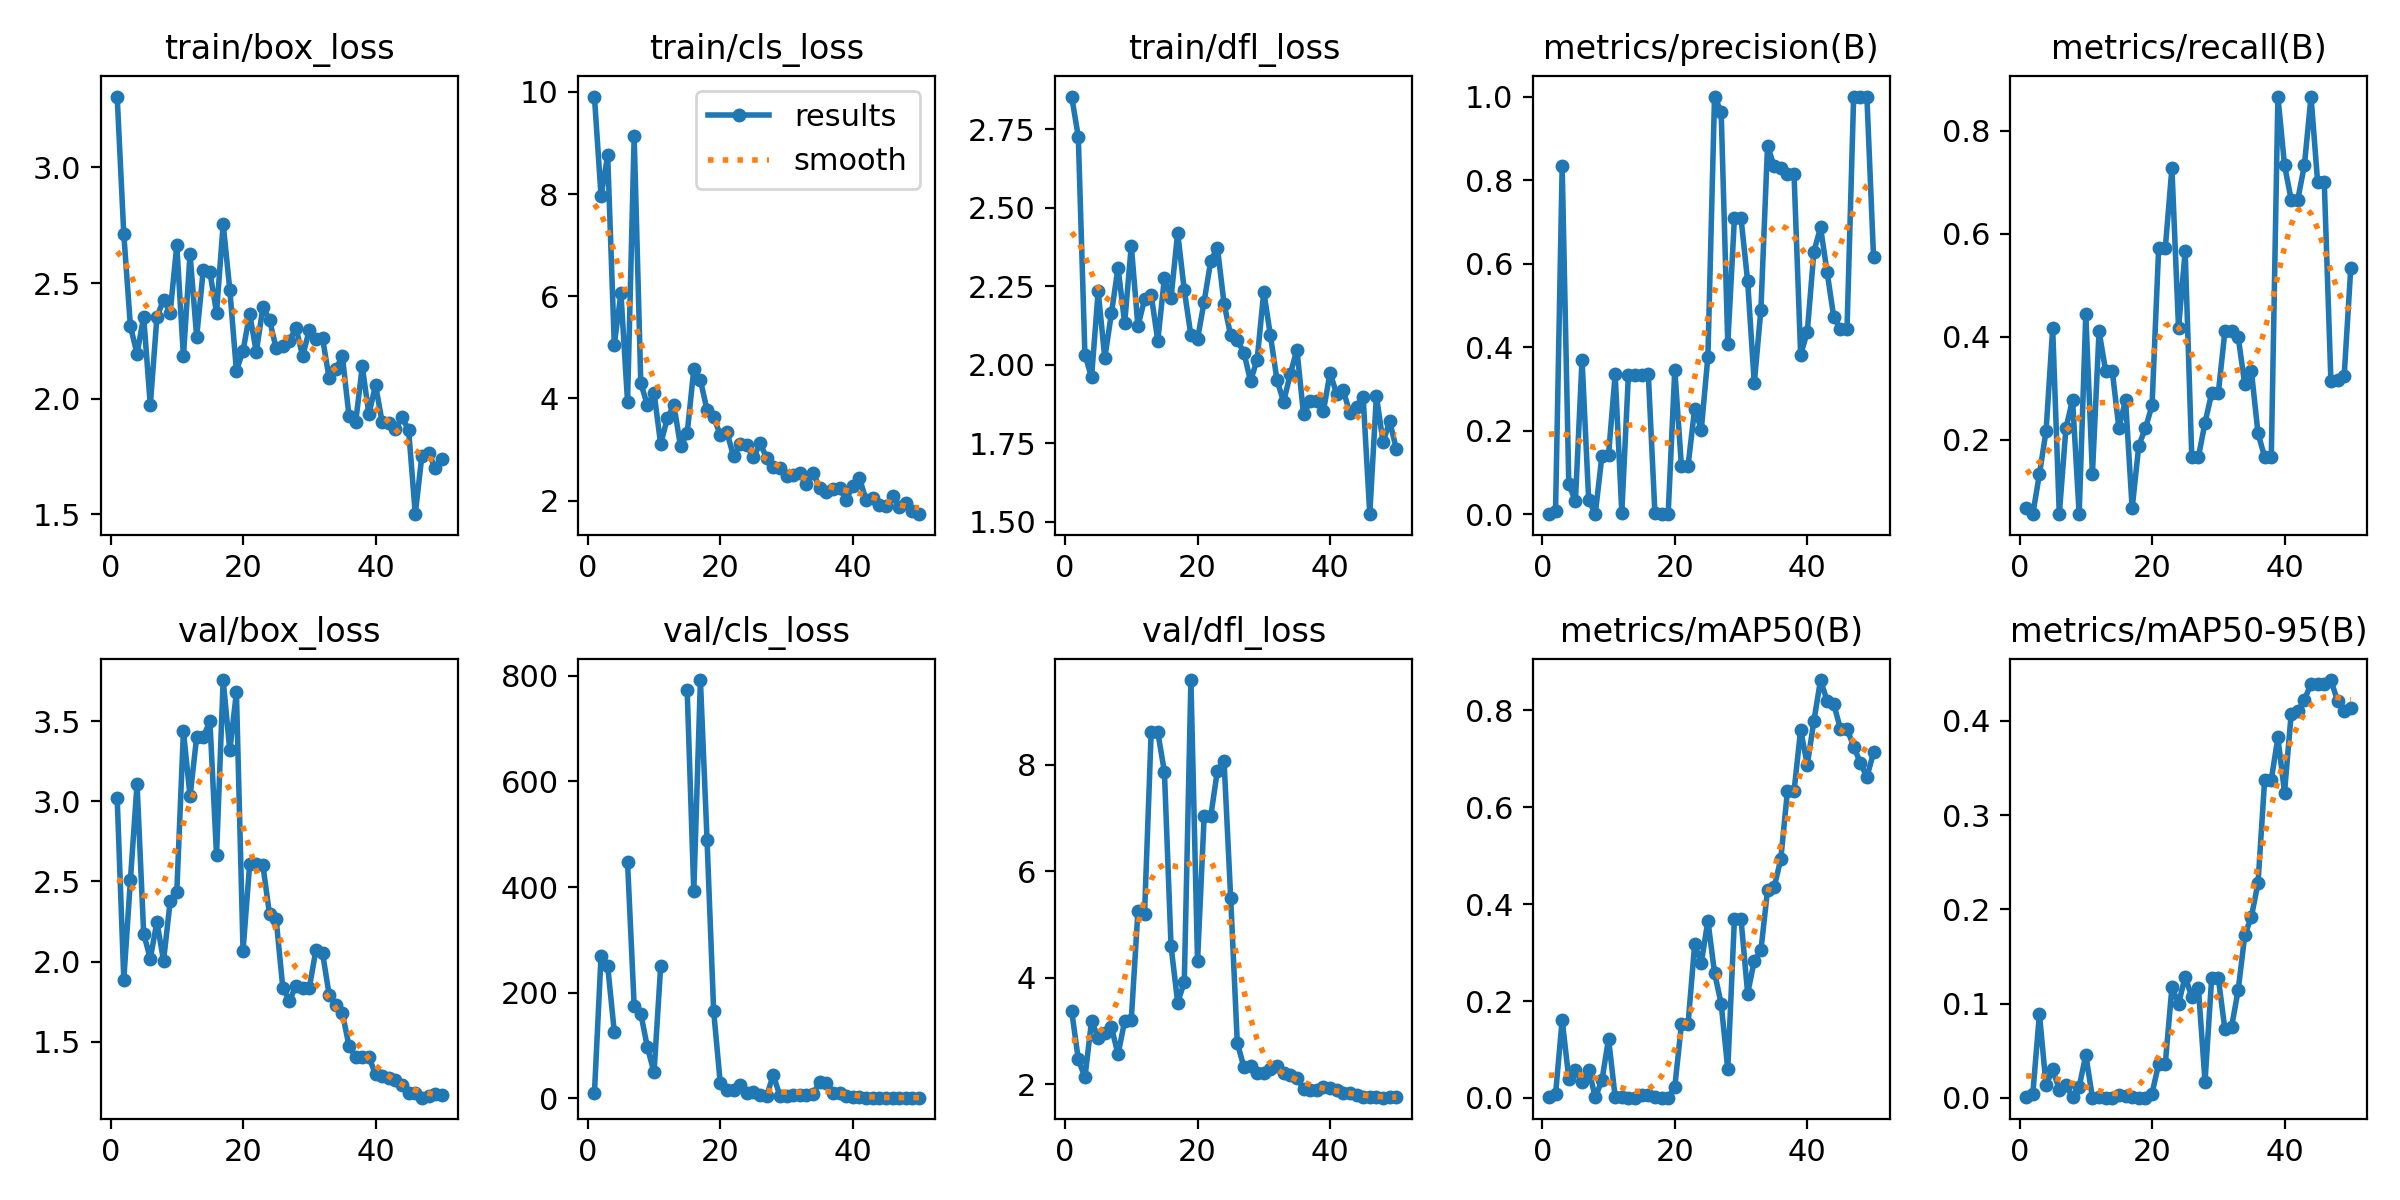 train/box_loss
train/cls_loss
train/dfl_loss
metrics/precision(B)
metrics/recall(B)
3.0
2.5
2.0
1.5
0 20 40
results
smooth
10
8
6
4
2
0 20 40
2.75
2.50
2.25
2.00
1.75
1.50
0 20 40
1.0
0.8
0.6
0.4
0.2
0.0
0 20 40
0.8
0.6
0.4
0.2
0 20 40
val/box_loss
val/cls_loss
val/dfl_loss
metrics/mAP50(B)
metrics/mAP50-95(B)
3.5
3.0
2.5
2.0
1.5
0 20 40
800
600
400
200
0
0 20 40
8
6
4
2
0 20 40
0.8
0.6
0.4
0.2
0.0
0 20 40
0.4
0.3
0.2
0.1
0.0
0 20 40